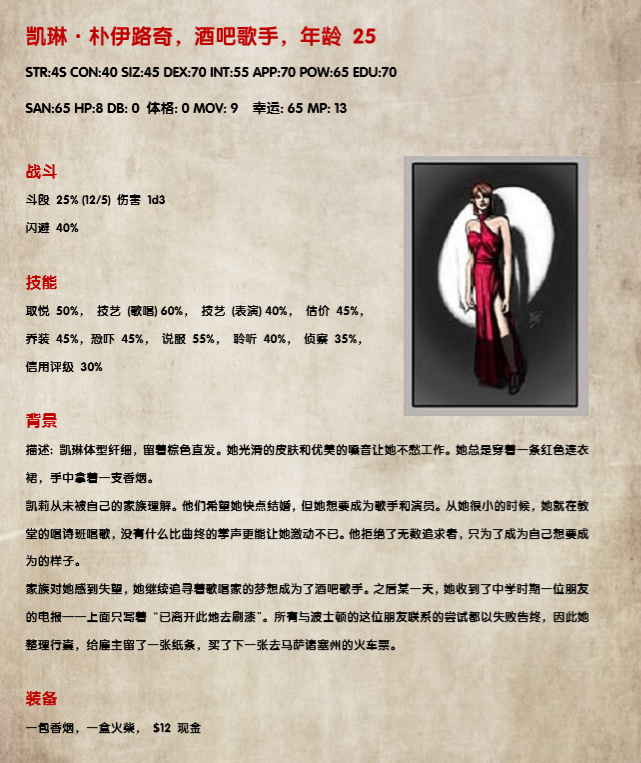 凯琳·朴伊路奇，酒吧歌手，年龄 25
STR:45 CON:40 SIZ:45 DEX:70 INT:55 APP:70 POW:65 EDU:70
SAN:65 HP:8 DB: 0 体格: 0 MOV: 9 幸运: 65 MP: 13
战斗
斗殴 25% (12/5) 伤害 1d3
闪避 40%
技能
取悦 50%， 技艺 (歌唱) 60%， 技艺 (表演) 40%， 估价 45%，
乔装 45%，恐吓 45%， 说服 55%， 聆听 40%， 侦察 35%，
信用评级 30%
背景
描述: 凯琳体型纤细，留着棕色直发。她光滑的皮肤和优美的嗓音让她不愁工作。她总是穿着一条红色连衣
裙，手中拿着一支香烟。
凯莉从未被自己的家族理解。他们希望她快点结婚，但她想要成为歌手和演员。从她很小的时候，她就在教
堂的唱诗班唱歌，没有什么比曲终的掌声更能让她激动不已。他拒绝了无数追求者，只为了成为自己想要成
为的样子。
家族对她感到失望，她继续追寻着歌唱家的梦想成为了酒吧歌手。之后某一天，她收到了中学时期一位朋友
的电报——上面只写着 “已离开此地去刷漆”。所有与波士顿的这位朋友联系的尝试都以失败告终，因此她
整理行囊，给雇主留了一张纸条，买了下一张去马萨诸塞州的火车票。
装备
一包香烟，一盒火柴， $12 现金